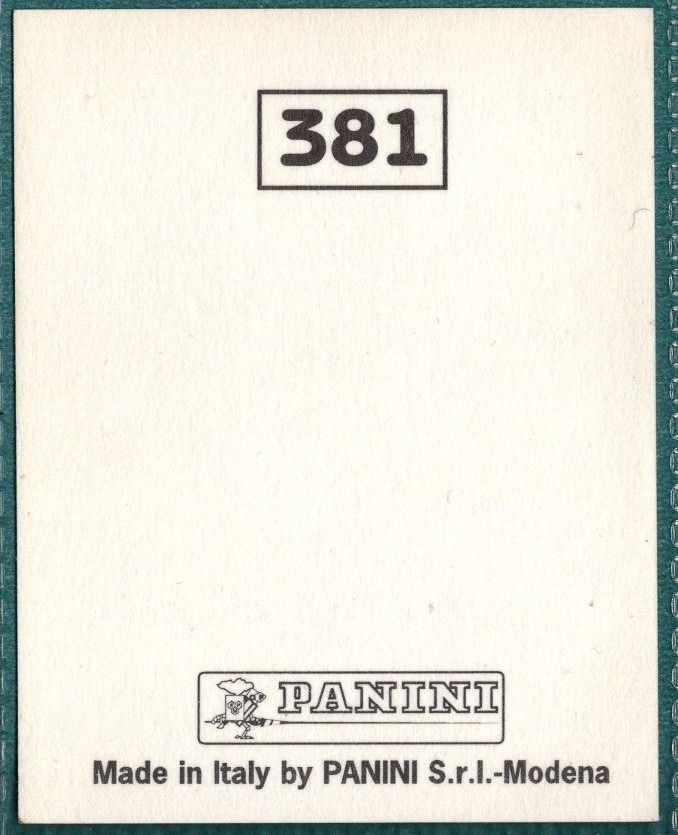 381
PANINI
Made in Italy by PANINI S.r.l.-Modena